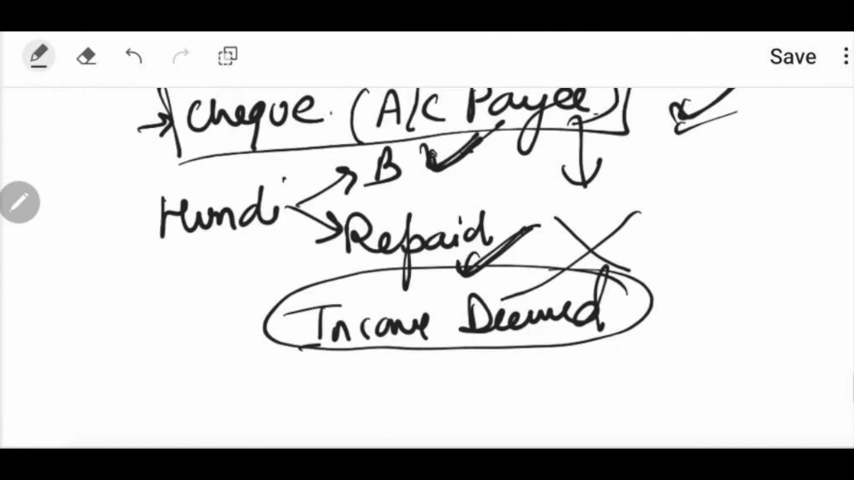 Save
→ Cheque. (A/C Payee)
B
Hundi
Repaid
Income Deemed